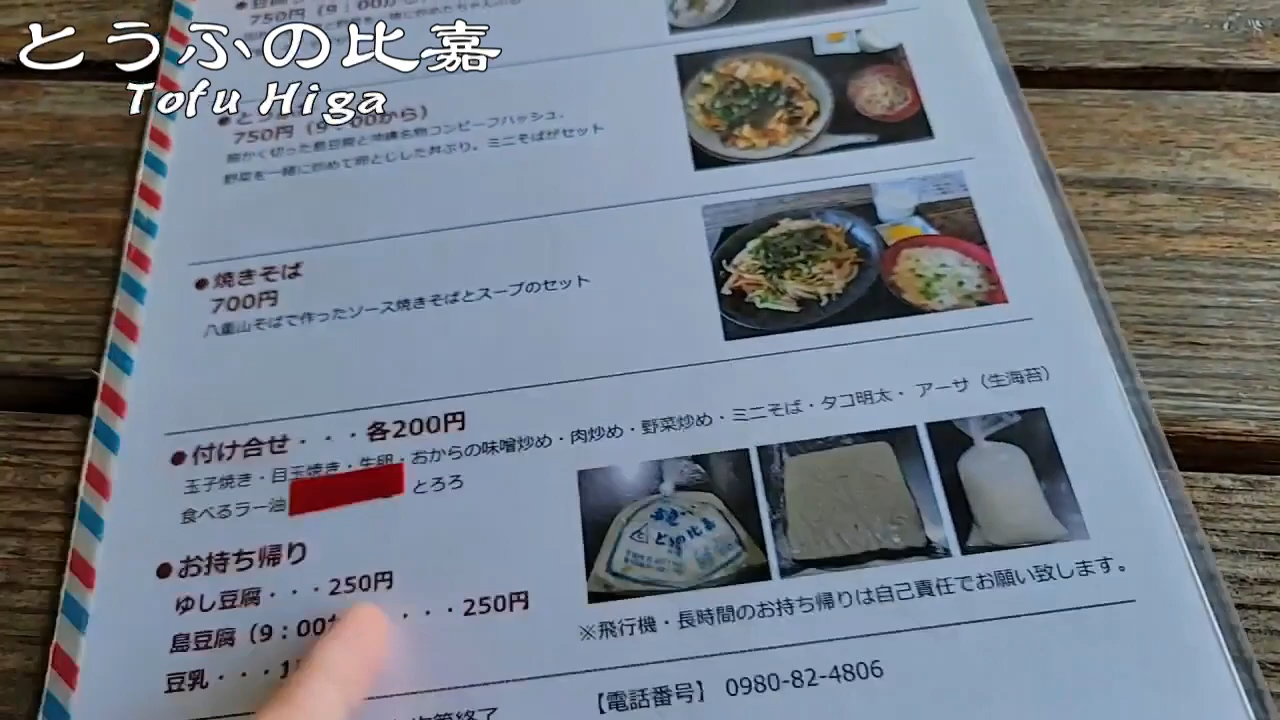 とうふの比嘉
Tofu Higa
750円（9：00から
750円（9：00から）
細かく切った島豆腐と沖縄名物コンビーフハッシュ、
野菜を一緒に炒めて卵とじした丼ぶり。ミニそばがセット
●焼きそば
700円
八重山そばで作ったソース焼きそばとスープのセット
●付け合せ・・・各200円
玉子焼き・目玉焼き・生卵・おからの味噌炒め・肉炒め・野菜炒め・ミニそば・タコ明太・アーサ（生海苔）
食べるラー油 とろろ
●お持ち帰り
ゆし豆腐・・・250円
島豆腐（9：00 ・・・250円
豆乳・・・1
とうふの比嘉
※飛行機・長時間のお持ち帰りは自己責任でお願い致します。
【電話番号】 0980-82-4806
次第終了